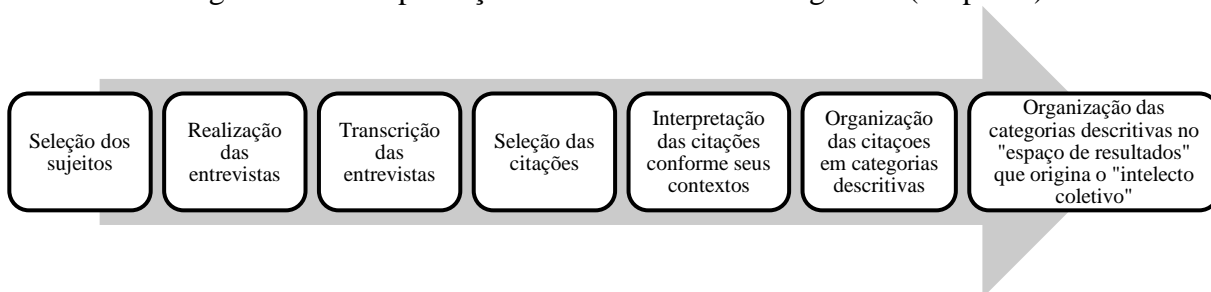 Seleção dos
sujeitos
Realização
das
entrevistas
Transcrição
das
entrevistas
Seleção das
citações
Interpretação
das citações
conforme seus
contextos
Organização
das citaçoes
em categorias
descritivas
Organização das
categorias descritivas no
"espaço de resultados"
que origina o "intelecto
coletivo"